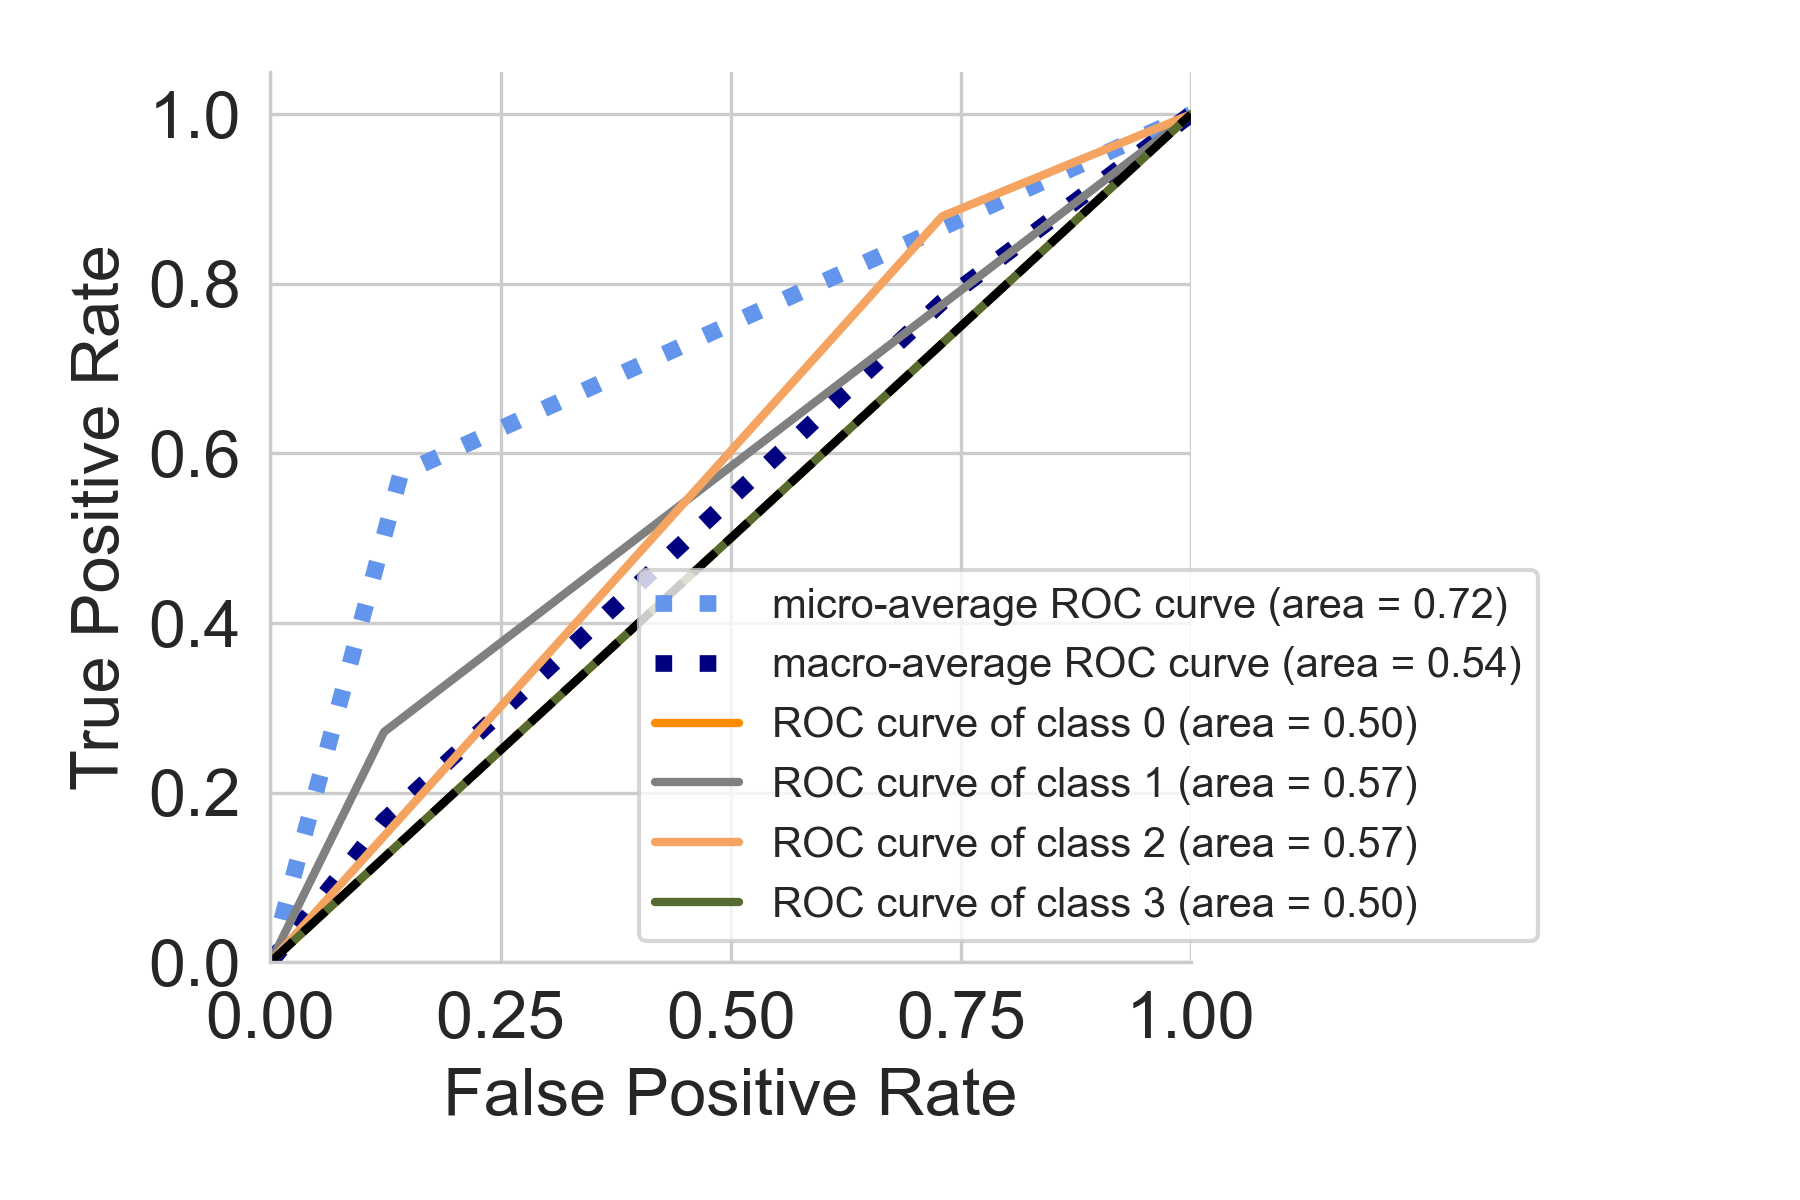 True Positive Rate
1.0
0.8
0.6
0.4
0.2
0.0
micro-average ROC curve (area = 0.72)
macro-average ROC curve (area = 0.54)
ROC curve of class 0 (area = 0.50)
ROC curve of class 1 (area = 0.57)
ROC curve of class 2 (area = 0.57)
ROC curve of class 3 (area = 0.50)
0.00 0.25 0.50 0.75 1.00
False Positive Rate